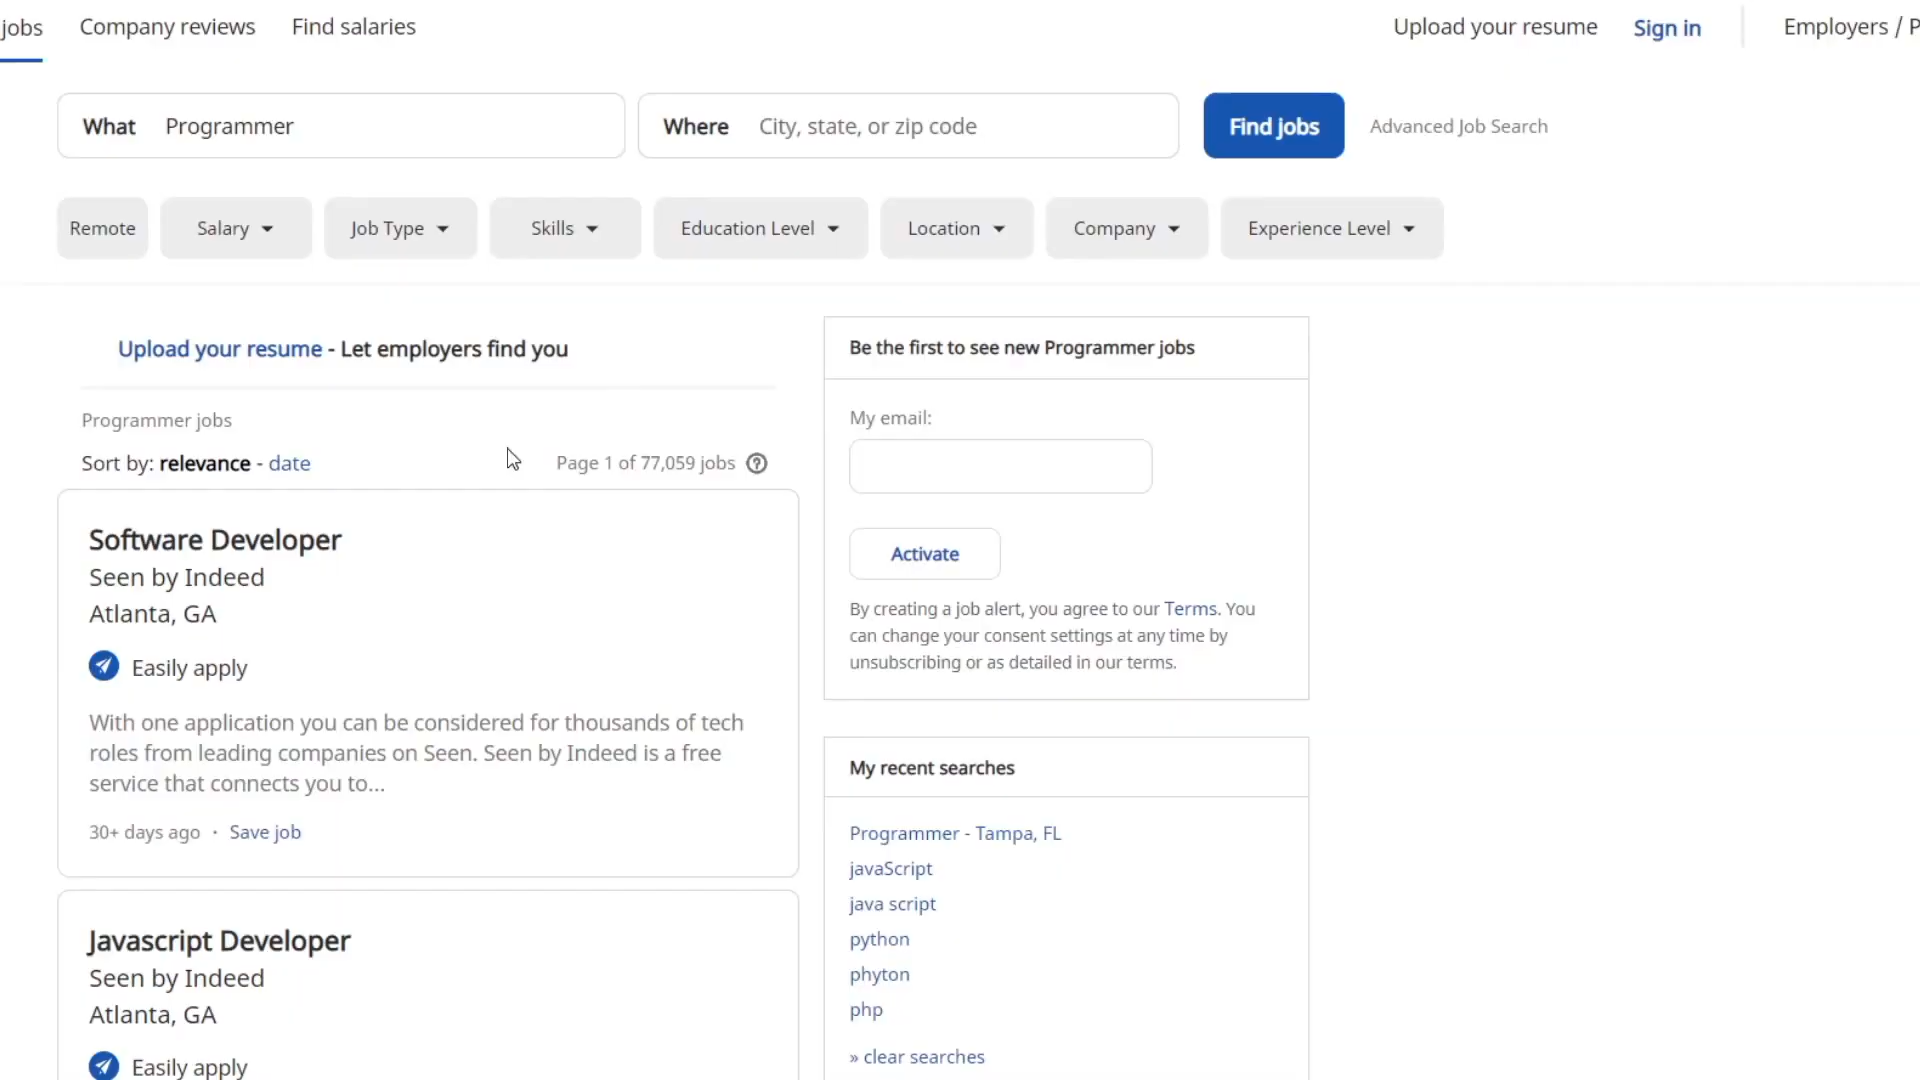 jobs Company reviews Find salaries Upload your resume Sign in Employers / P
What Programmer Where City, state, or zip code Find jobs Advanced Job Search
Remote Salary Job Type Skills Education Level Location Company Experience Level
Upload your resume - Let employers find you
Programmer jobs
Sort by: relevance - date Page 1 of 77,059 jobs ?
Software Developer
Seen by Indeed
Atlanta, GA
Easily apply
With one application you can be considered for thousands of tech
roles from leading companies on Seen. Seen by Indeed is a free
service that connects you to...
30+ days ago · Save job
Javascript Developer
Seen by Indeed
Atlanta, GA
Easily apply
Be the first to see new Programmer jobs
My email:
Activate
By creating a job alert, you agree to our Terms. You
can change your consent settings at any time by
unsubscribing or as detailed in our terms.
My recent searches
Programmer - Tampa, FL
javaScript
java script
python
phyton
php
» clear searches